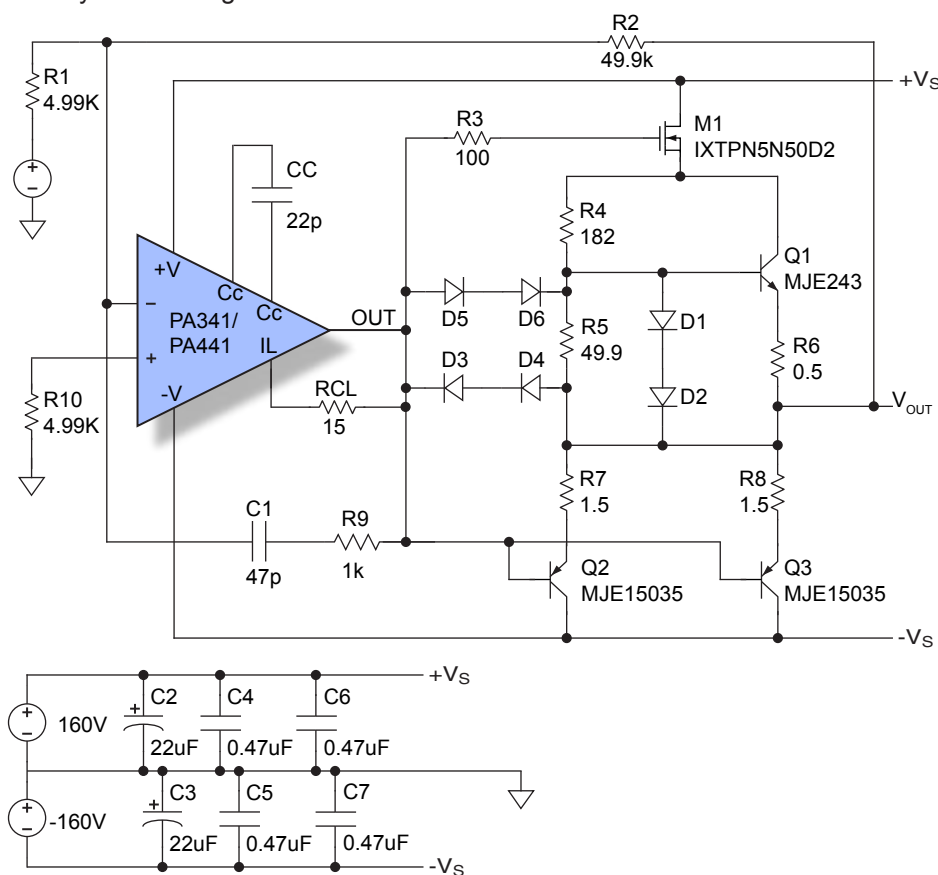 R2
49.9k
R1
4.99K
+VS
R3
100
M1
IXTPN5N50D2
CC
22p
R4
182
+V
Cc
Cc
Q1
MJE243
PA341/
PA441
OUT
D5
D6
R5
49.9
D1
R6
0.5
IL
D3
D4
D2
-V
R10
4.99K
RCL
15
VOUT
C1
47p
R9
1k
R7
1.5
R8
1.5
Q2
MJE15035
Q3
MJE15035
-VS
+VS
160V
C2
22uF
C4
0.47uF
C6
0.47uF
-160V
C3
22uF
C5
0.47uF
C7
0.47uF
-VS